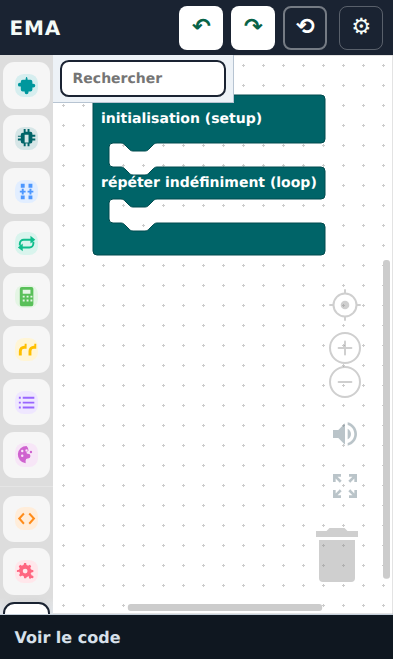 EMA
Rechercher
initialisation (setup)
répéter indéfiniment (loop)
Voir le code